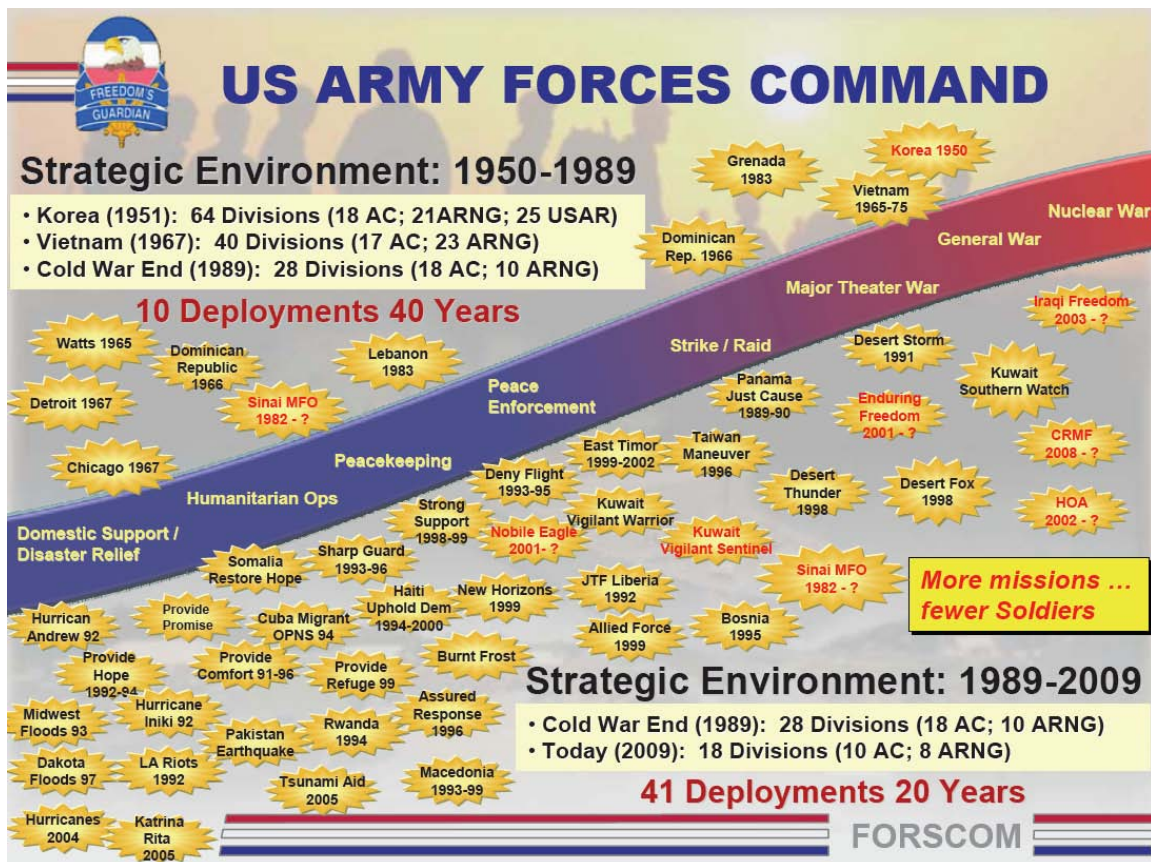 FREEDOM'S
GUARDIAN
US ARMY FORCES COMMAND
Strategic Environment: 1950-1989
• Korea (1951): 64 Divisions (18 AC; 21ARNG; 25 USAR)
• Vietnam (1967): 40 Divisions (17 AC; 23 ARNG)
• Cold War End (1989): 28 Divisions (18 AC; 10 ARNG)
10 Deployments 40 Years
Grenada
1983
Korea 1950
Vietnam
1965-75
Dominican
Rep. 1966
Watts 1965
Dominican
Republic
1966
Lebanon
1983
Detroit 1967
Sinai MFO
1982 - ?
Chicago 1967
Nuclear War
General War
Major Theater War
Strike / Raid
Peace
Enforcement
Peacekeeping
Humanitarian Ops
Domestic Support /
Disaster Relief
Iraqi Freedom
2003 - ?
Desert Storm
1991
Kuwait
Southern Watch
Panama
Just Cause
1989-90
Enduring
Freedom
2001 - ?
CRMF
2008 - ?
East Timor
1999-2002
Taiwan
Maneuver
1996
Deny Flight
1993-95
Desert
Thunder
1998
Desert Fox
1998
HOA
2002 - ?
Strong
Support
1998-99
Nobile Eagle
2001- ?
Kuwait
Vigilant Warrior
Kuwait
Vigilant Sentinel
Somalia
Restore Hope
Sharp Guard
1993-96
Sinai MFO
1982 - ?
More missions ...
fewer Soldiers
Hurrican
Andrew 92
Provide
Promise
Cuba Migrant
OPNS 94
Haiti
Uphold Dem
1994-2000
New Horizons
1999
JTF Liberia
1992
Allied Force
1999
Bosnia
1995
Provide
Hope
1992-94
Provide
Comfort 91-96
Provide
Refuge 99
Burnt Frost
Strategic Environment: 1989-2009
• Cold War End (1989): 28 Divisions (18 AC; 10 ARNG)
• Today (2009): 18 Divisions (10 AC; 8 ARNG)
41 Deployments 20 Years
Midwest
Floods 93
Hurricane
Iniki 92
Pakistan
Earthquake
Rwanda
1994
Assured
Response
1996
Dakota
Floods 97
LA Riots
1992
Tsunami Aid
2005
Macedonia
1993-99
Hurricanes
2004
Katrina
Rita
2005
FORSCOM